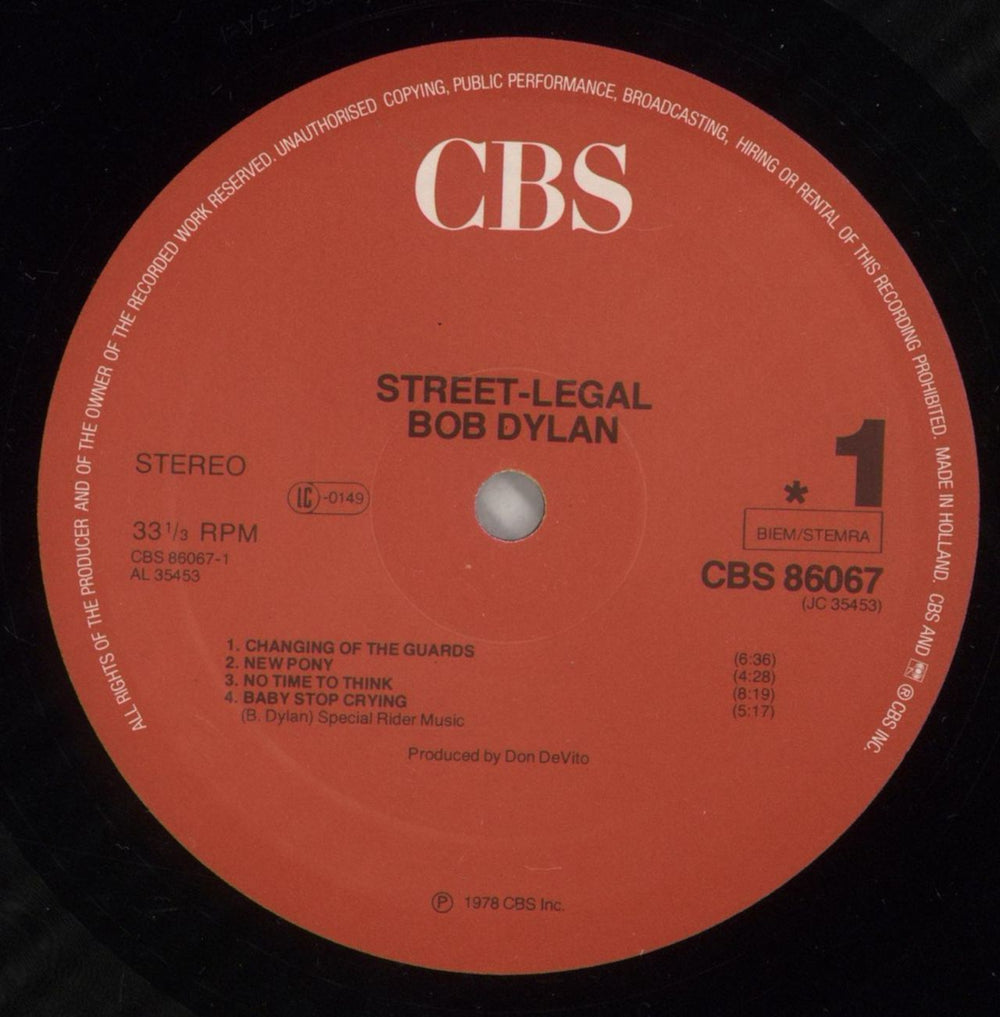 ALL RIGHTS OF THE PRODUCER AND OF THE OWNER OF THE RECORDED WORK RESERVED. UNAUTHORISED COPYING, PUBLIC PERFORMANCE, BROADCASTING, HIRING OR RENTAL OF THIS RECORDING PROHIBITED. MADE IN HOLLAND. CBS AND ® CBS INC.
CBS
STREET-LEGAL
BOB DYLAN
STEREO
LC -0149
33 1/3 RPM
CBS 86067-1
AL 35453
1
*
BIEM/STEMRA
CBS 86067
(JC 35453)
1. CHANGING OF THE GUARDS (6:36)
2. NEW PONY (4:28)
3. NO TIME TO THINK (8:19)
4. BABY STOP CRYING (5:17)
(B. Dylan) Special Rider Music
Produced by Don DeVito
℗ 1978 CBS Inc.